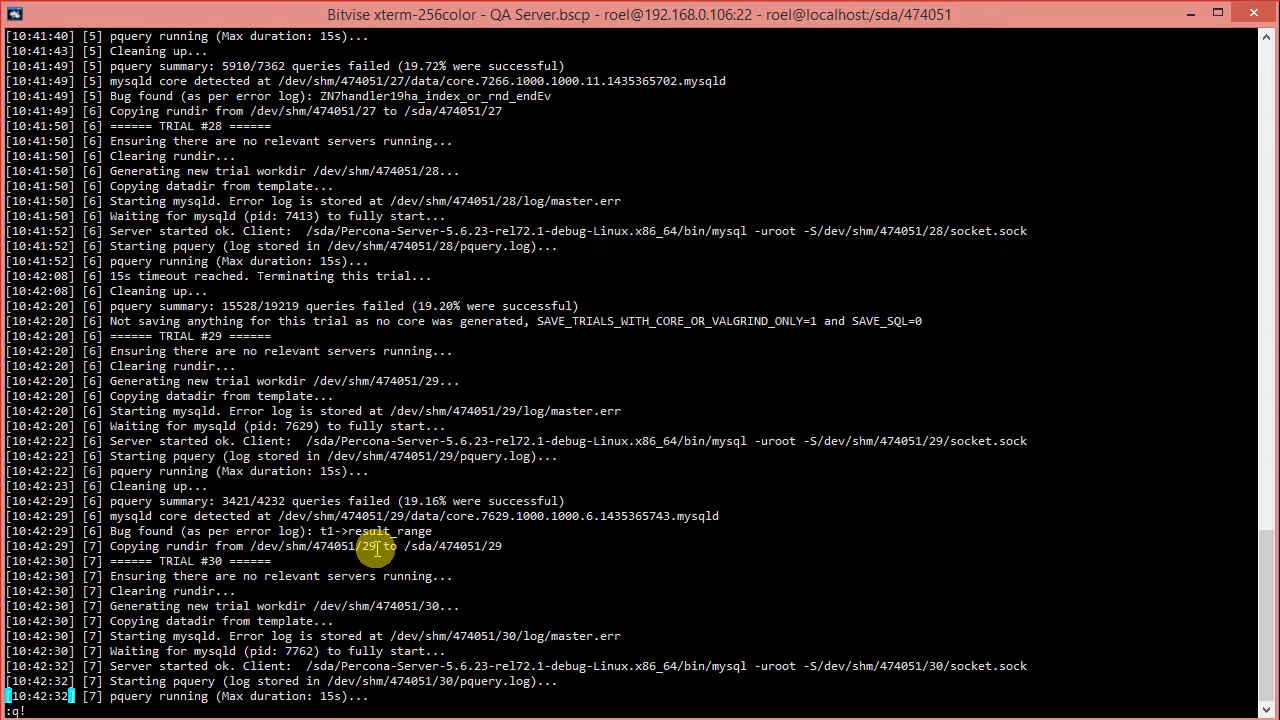 Bitvise xterm-256color - QA Server.bscp - roel@192.168.0.106:22 - roel@localhost:/sda/474051
[10:41:40] [5] pquery running (Max duration: 15s)...
[10:41:43] [5] Cleaning up...
[10:41:49] [5] pquery summary: 5910/7362 queries failed (19.72% were successful)
[10:41:49] [5] mysqld core detected at /dev/shm/474051/27/data/core.7266.1000.1000.11.1435365702.mysqld
[10:41:49] [5] Bug found (as per error log): ZN7handler19ha_index_or_rnd_endEv
[10:41:49] [6] Copying rundir from /dev/shm/474051/27 to /sda/474051/27
[10:41:50] [6] ====== TRIAL #28 ======
[10:41:50] [6] Ensuring there are no relevant servers running...
[10:41:50] [6] Clearing rundir...
[10:41:50] [6] Generating new trial workdir /dev/shm/474051/28...
[10:41:50] [6] Copying datadir from template...
[10:41:50] [6] Starting mysqld. Error log is stored at /dev/shm/474051/28/log/master.err
[10:41:50] [6] Waiting for mysqld (pid: 7413) to fully start...
[10:41:52] [6] Server started ok. Client:  /sda/Percona-Server-5.6.23-rel72.1-debug-Linux.x86_64/bin/mysql -uroot -S/dev/shm/474051/28/socket.sock
[10:41:52] [6] Starting pquery (log stored in /dev/shm/474051/28/pquery.log)...
[10:41:52] [6] pquery running (Max duration: 15s)...
[10:42:08] [6] 15s timeout reached. Terminating this trial...
[10:42:08] [6] Cleaning up...
[10:42:20] [6] pquery summary: 15528/19219 queries failed (19.20% were successful)
[10:42:20] [6] Not saving anything for this trial as no core was generated, SAVE_TRIALS_WITH_CORE_OR_VALGRIND_ONLY=1 and SAVE_SQL=0
[10:42:20] [6] ====== TRIAL #29 ======
[10:42:20] [6] Ensuring there are no relevant servers running...
[10:42:20] [6] Clearing rundir...
[10:42:20] [6] Generating new trial workdir /dev/shm/474051/29...
[10:42:20] [6] Copying datadir from template...
[10:42:20] [6] Starting mysqld. Error log is stored at /dev/shm/474051/29/log/master.err
[10:42:20] [6] Waiting for mysqld (pid: 7629) to fully start...
[10:42:22] [6] Server started ok. Client:  /sda/Percona-Server-5.6.23-rel72.1-debug-Linux.x86_64/bin/mysql -uroot -S/dev/shm/474051/29/socket.sock
[10:42:22] [6] Starting pquery (log stored in /dev/shm/474051/29/pquery.log)...
[10:42:22] [6] pquery running (Max duration: 15s)...
[10:42:23] [6] Cleaning up...
[10:42:29] [6] pquery summary: 3421/4232 queries failed (19.16% were successful)
[10:42:29] [6] mysqld core detected at /dev/shm/474051/29/data/core.7629.1000.1000.6.1435365743.mysqld
[10:42:29] [6] Bug found (as per error log): t1->result_range
[10:42:29] [7] Copying rundir from /dev/shm/474051/29 to /sda/474051/29
[10:42:30] [7] ====== TRIAL #30 ======
[10:42:30] [7] Ensuring there are no relevant servers running...
[10:42:30] [7] Clearing rundir...
[10:42:30] [7] Generating new trial workdir /dev/shm/474051/30...
[10:42:30] [7] Copying datadir from template...
[10:42:30] [7] Starting mysqld. Error log is stored at /dev/shm/474051/30/log/master.err
[10:42:30] [7] Waiting for mysqld (pid: 7762) to fully start...
[10:42:32] [7] Server started ok. Client:  /sda/Percona-Server-5.6.23-rel72.1-debug-Linux.x86_64/bin/mysql -uroot -S/dev/shm/474051/30/socket.sock
[10:42:32] [7] Starting pquery (log stored in /dev/shm/474051/30/pquery.log)...
[10:42:32] [7] pquery running (Max duration: 15s)...
:q!